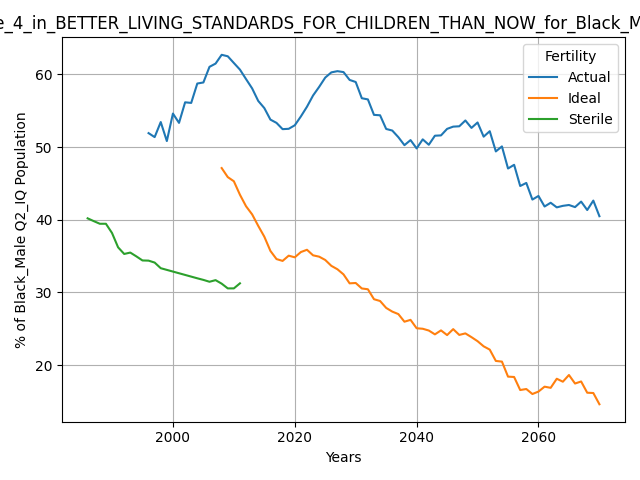 e_4_in_BETTER_LIVING_STANDARDS_FOR_CHILDREN_THAN_NOW_for_Black_M
Fertility
Actual
Ideal
Sterile
% of Black_Male Q2_IQ Population
60
50
40
30
20
2000
2020
2040
2060
Years